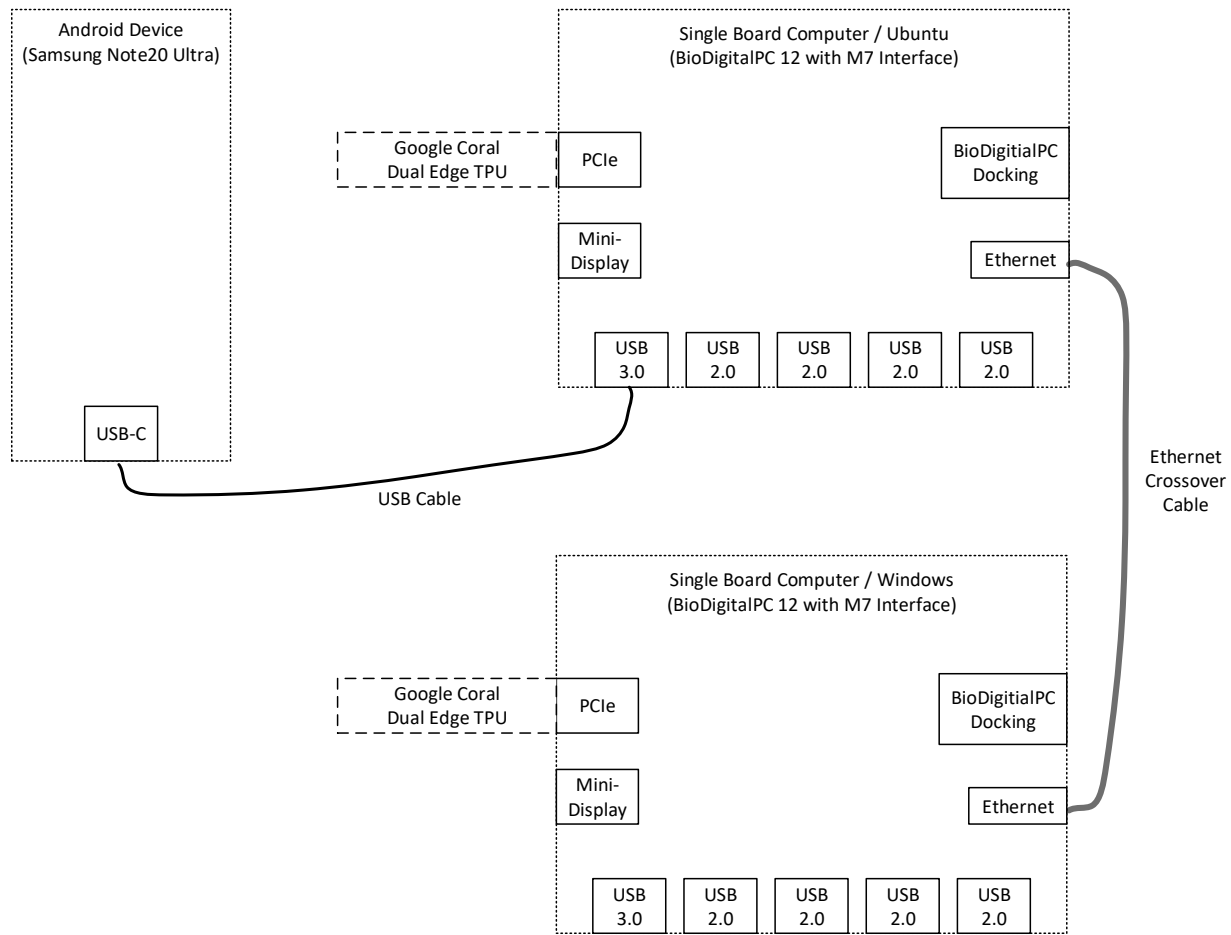 Android Device
(Samsung Note20 Ultra)
Single Board Computer / Ubuntu
(BioDigitalPC 12 with M7 Interface)
Google Coral
Dual Edge TPU
PCIe
BioDigitialPC
Docking
Mini-
Display
Ethernet
USB
3.0
USB
2.0
USB
2.0
USB
2.0
USB
2.0
USB-C
USB Cable
Ethernet
Crossover
Cable
Single Board Computer / Windows
(BioDigitalPC 12 with M7 Interface)
Google Coral
Dual Edge TPU
PCIe
BioDigitialPC
Docking
Mini-
Display
Ethernet
USB
3.0
USB
2.0
USB
2.0
USB
2.0
USB
2.0